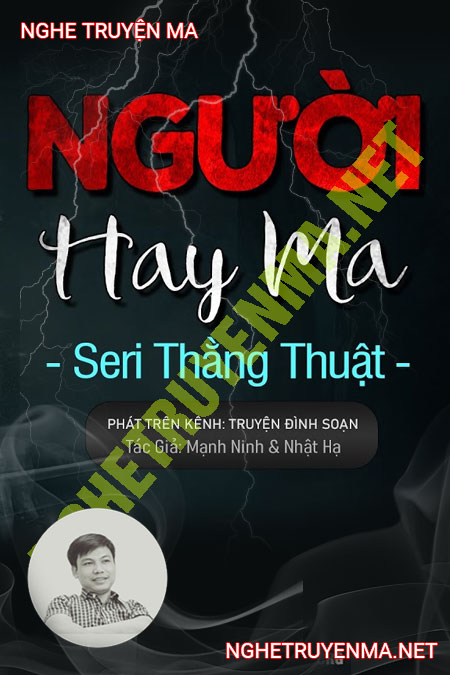 NGHE TRUYỆN MA
NGƯỜI
Hay Ma
- Seri Thằng Thuật -
PHÁT TRÊN KÊNH: TRUYỆN ĐÌNH SOẠN
Tác Giả: Mạnh Ninh & Nhật Hạ
NGHETRUYENMA.NET
NGHETRUYENMA.NET